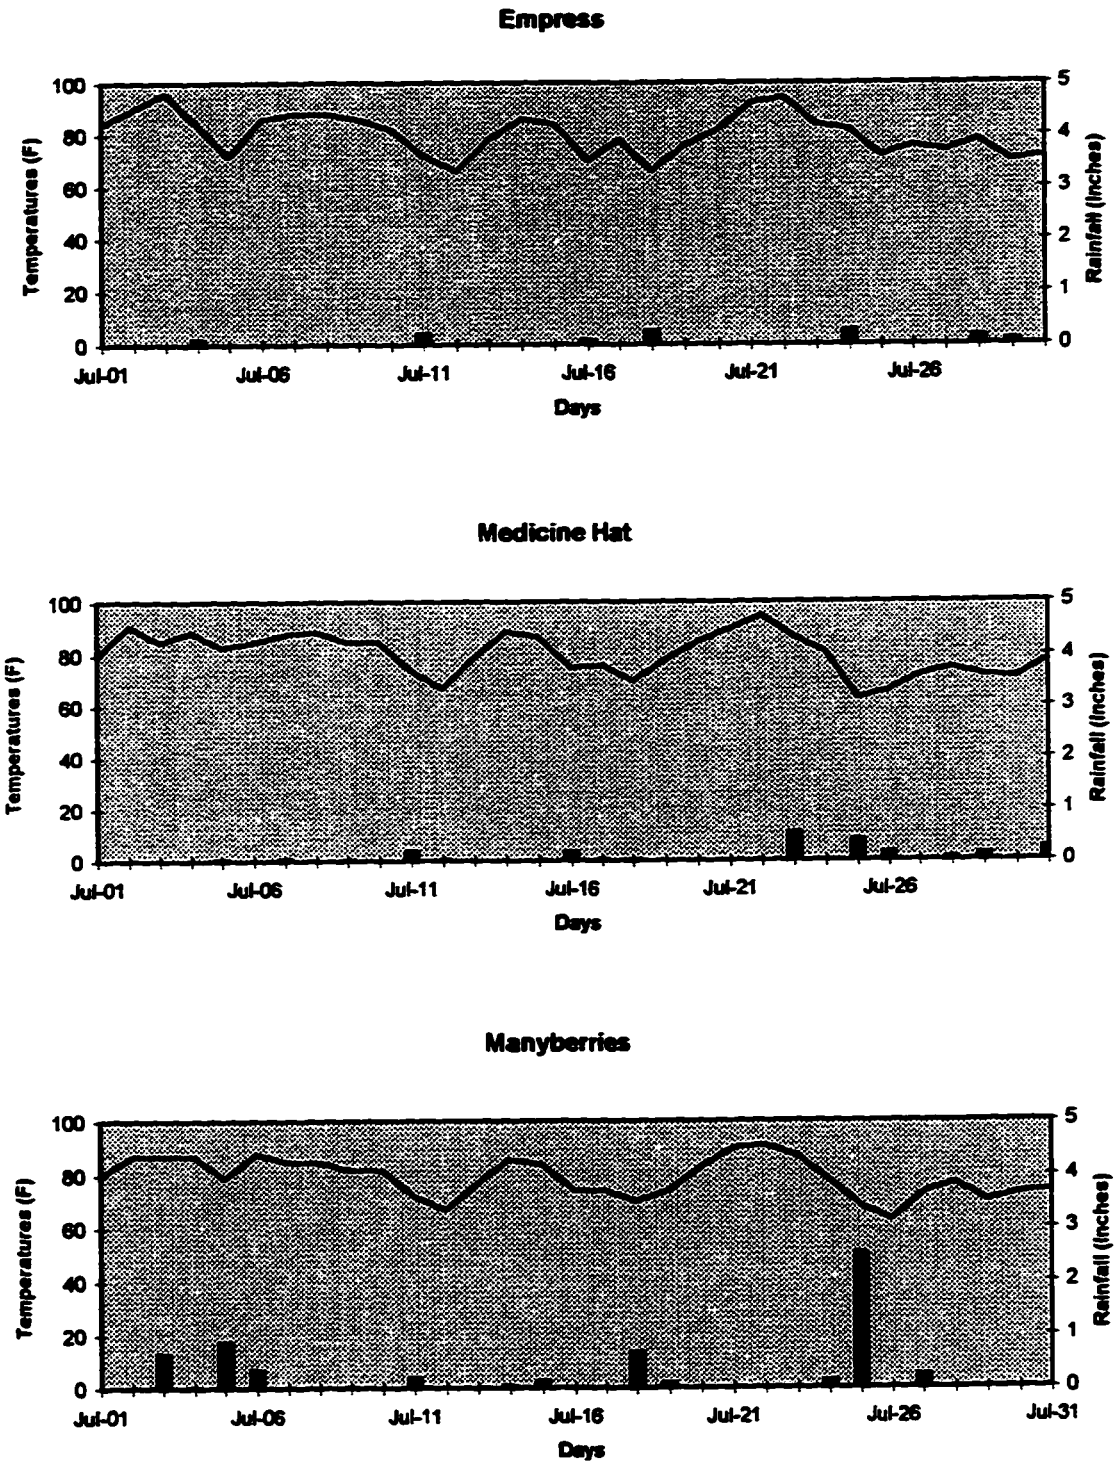 Empress
100
80
60
40
20
0
Temperatures (F)
5
4
3
2
1
0
Rainfall (Inches)
Jul-01 Jul-06 Jul-11 Jul-16 Jul-21 Jul-26
Days
Medicine Hat
100
80
60
40
20
0
Temperatures (F)
5
4
3
2
1
0
Rainfall (Inches)
Jul-01 Jul-06 Jul-11 Jul-16 Jul-21 Jul-26
Days
Manyberries
100
80
60
40
20
0
Temperatures (F)
5
4
3
2
1
0
Rainfall (Inches)
Jul-01 Jul-06 Jul-11 Jul-16 Jul-21 Jul-26 Jul-31
Days